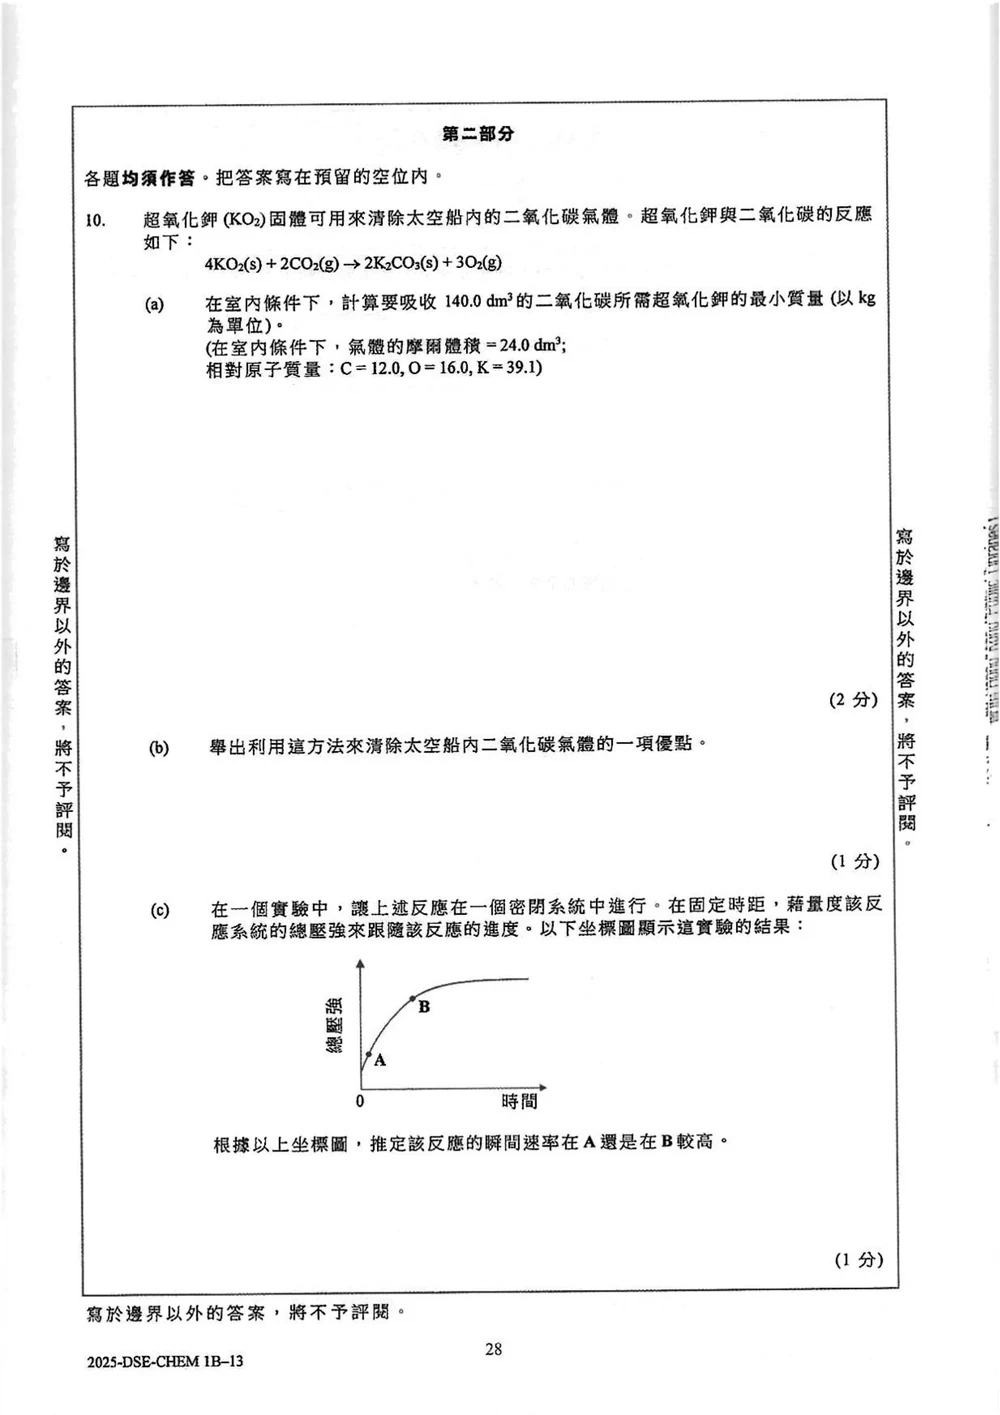 第二部分
各題均須作答。把答案寫在預留的空位內。
10. 超氧化鉀 (KO₂) 固體可用來清除太空船內的二氧化碳氣體。超氧化鉀與二氧化碳的反應
如下：
4KO₂(s) + 2CO₂(g) → 2K₂CO₃(s) + 3O₂(g)
(a) 在室內條件下，計算要吸收 140.0 dm³ 的二氧化碳所需超氧化鉀的最小質量 (以 kg
為單位)。
(在室內條件下，氣體的摩爾體積 = 24.0 dm³;
相對原子質量：C = 12.0, O = 16.0, K = 39.1)
(2 分)
(b) 舉出利用這方法來清除太空船內二氧化碳氣體的一項優點。
(1 分)
(c) 在一個實驗中，讓上述反應在一個密閉系統中進行。在固定時距，藉量度該反
應系統的總壓強來跟隨該反應的進度。以下坐標圖顯示這實驗的結果：
總壓強
B
A
0
時間
根據以上坐標圖，推定該反應的瞬間速率在 A 還是在 B 較高。
(1 分)
寫於邊界以外的答案，將不予評閱。
寫於邊界以外的答案，將不予評閱。
寫於邊界以外的答案，將不予評閱。
2025-DSE-CHEM 1B–13
28